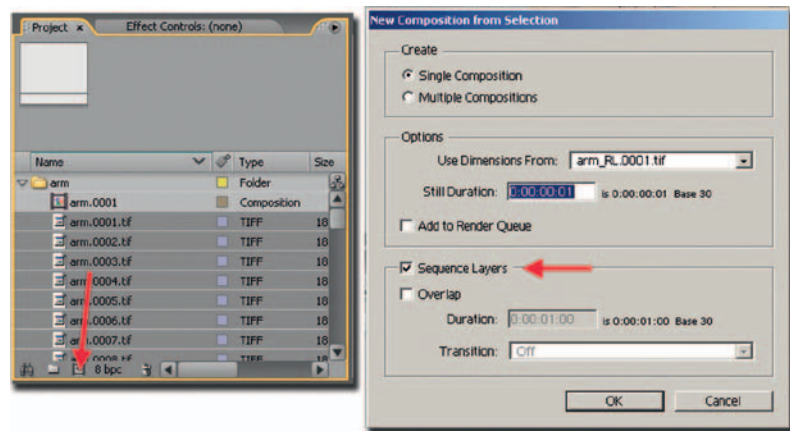 Project × Effect Controls: (none)
Name Type Size
arm Folder
arm.0001 Composition
arm.0001.tif TIFF 18
arm.0002.tif TIFF 18
arm.0003.tif TIFF 18
arm.0004.tif TIFF 18
arm.0005.tif TIFF 18
arm.0006.tif TIFF 18
arm.0007.tif TIFF 18
8 bpc
New Composition from Selection
Create
Single Composition
Multiple Compositions
Options
Use Dimensions From: arm_RL.0001.tif
Still Duration: 0:00:00:01 is 0:00:00:01 Base 30
Add to Render Queue
Sequence Layers
Overlap
Duration: 0:00:01:00 is 0:00:01:00 Base 30
Transition: Off
OK Cancel